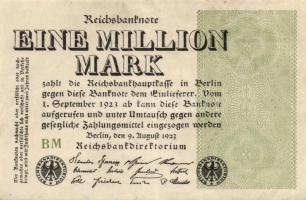 Reichsbanknote
EINE MILLION
MARK
zahlt die Reichsbankhauptkasse in Berlin
gegen diese Banknote dem Einlieferer. Vom
1. September 1923 ab kann diese Banknote
aufgerufen und unter Umtausch gegen andere
gesetzliche Zahlungsmittel eingezogen werden
Berlin, den 9. August 1923
BM
Reichsbankdirektorium